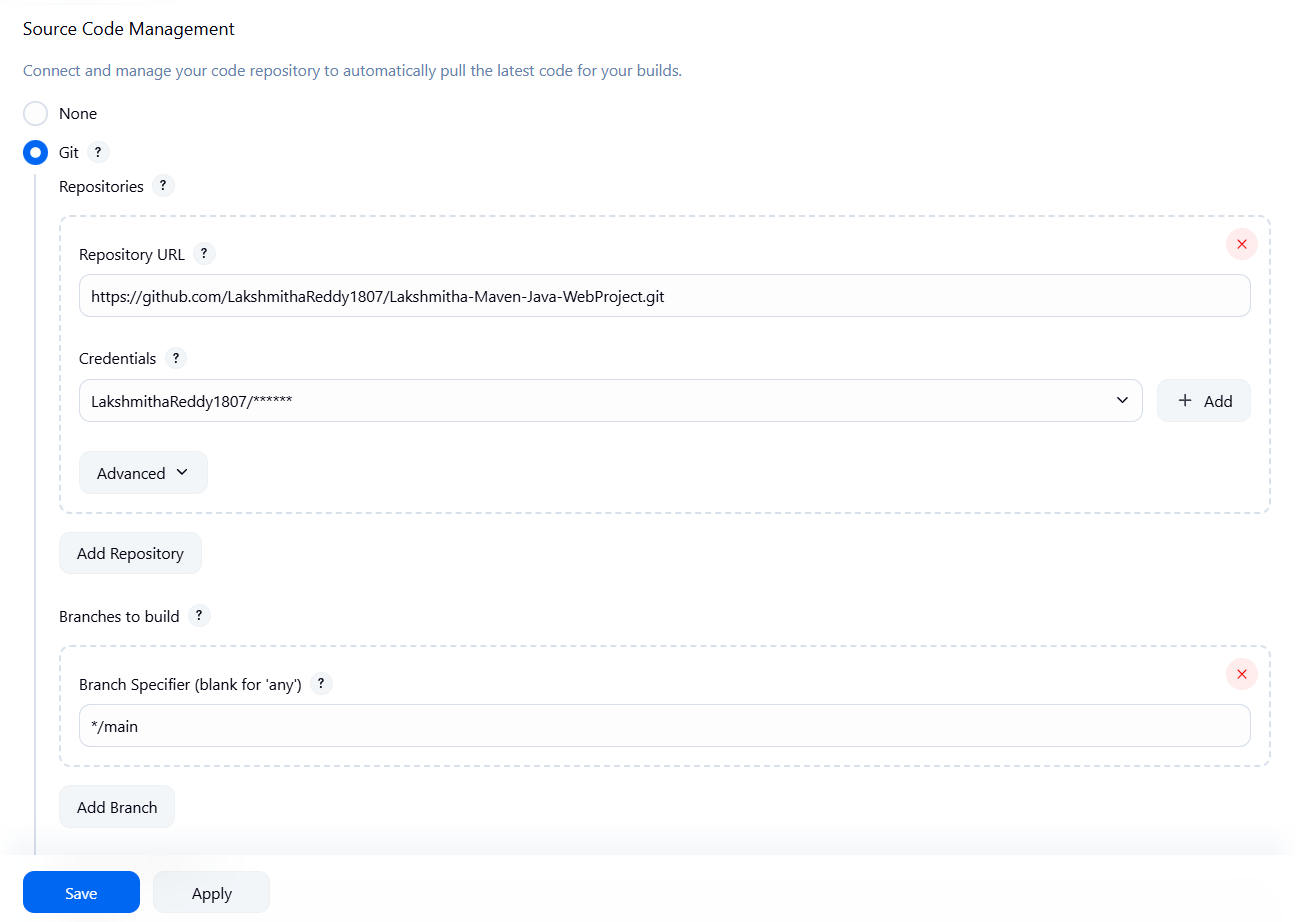 Source Code Management
Connect and manage your code repository to automatically pull the latest code for your builds.
None
Git ?
Repositories ?
Repository URL ?
https://github.com/LakshmithaReddy1807/Lakshmitha-Maven-Java-WebProject.git
Credentials ?
LakshmithaReddy1807/******
+ Add
Advanced
Add Repository
Branches to build ?
Branch Specifier (blank for 'any') ?
*/main
Add Branch
Save
Apply